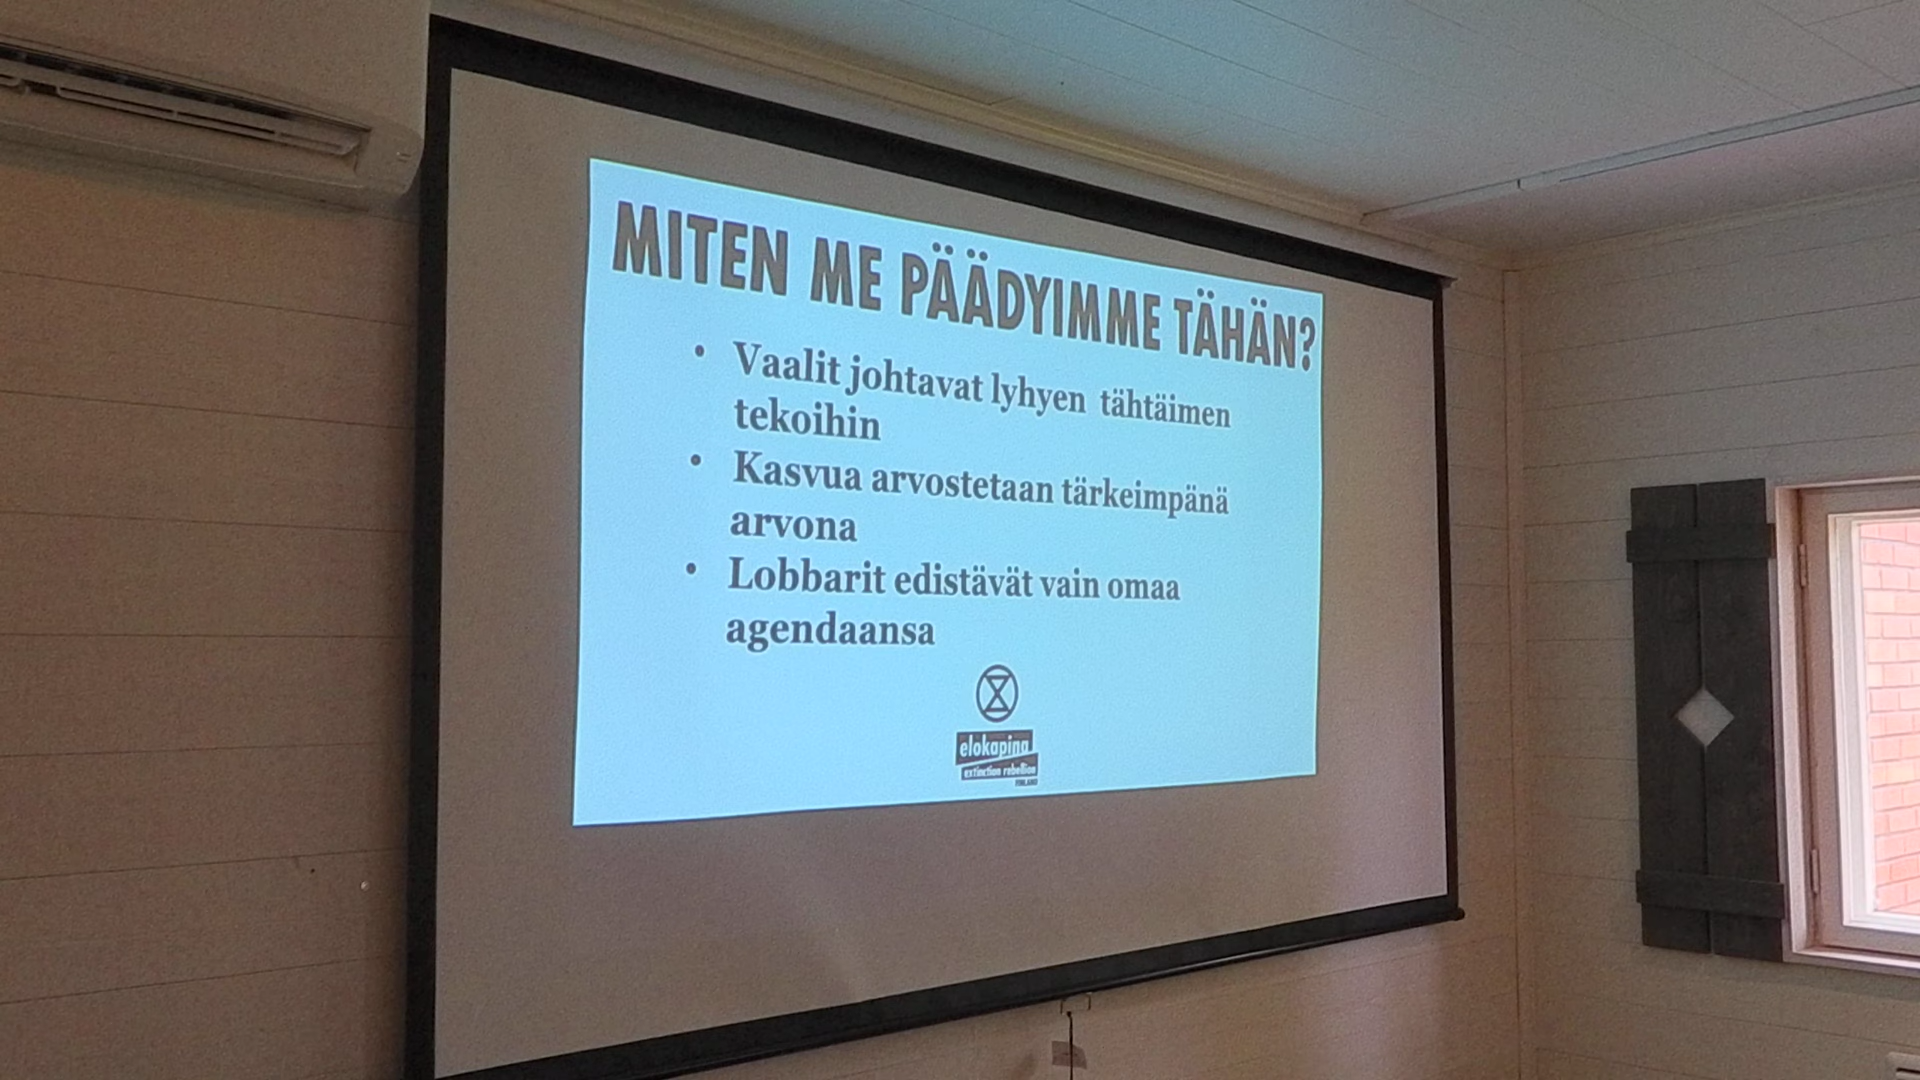 MITEN ME PÄÄDYIMME TÄHÄN?
• Vaalit johtavat lyhyen tähtäimen
tekoihin
• Kasvua arvostetaan tärkeimpänä
arvona
• Lobbarit edistävät vain omaa
agendaansa
elokapina
extinction rebellion
FINLAND